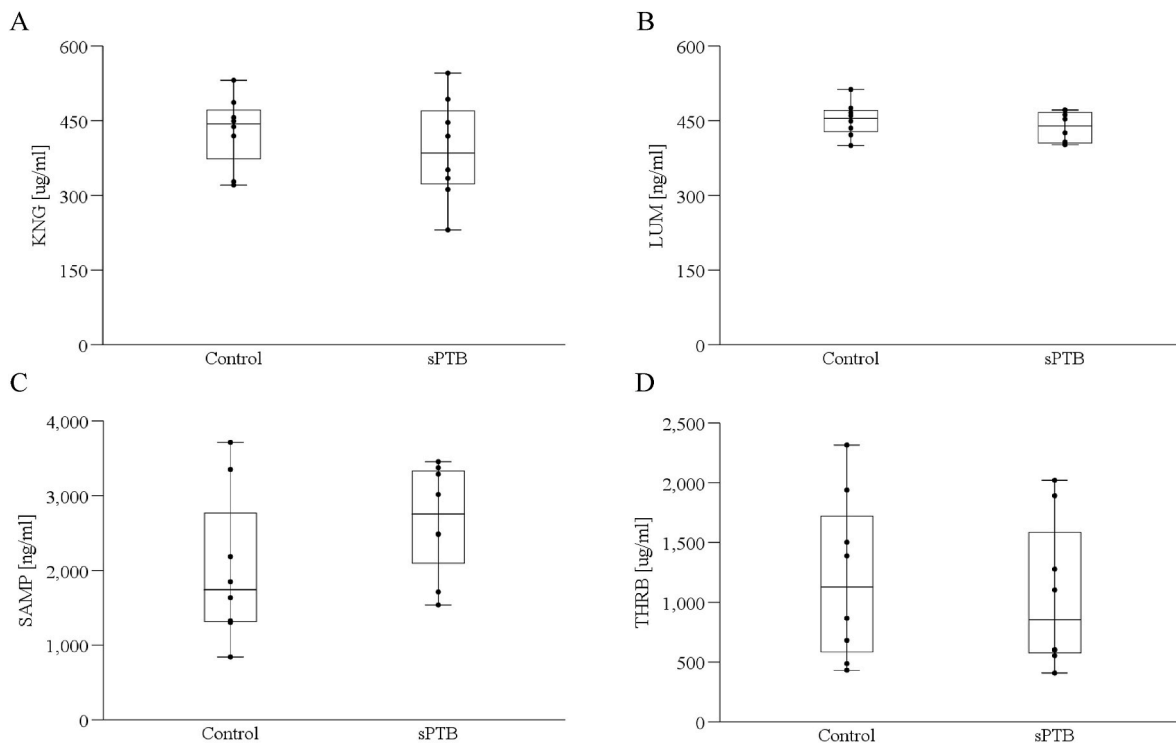 A
600
450
300
150
0
KNG [ug/ml]
Control
sPTB
B
600
450
300
150
0
LUM [ng/ml]
Control
sPTB
C
4,000
3,000
2,000
1,000
0
SAMP [ng/ml]
Control
sPTB
D
2,500
2,000
1,500
1,000
500
0
THRB [ug/ml]
Control
sPTB